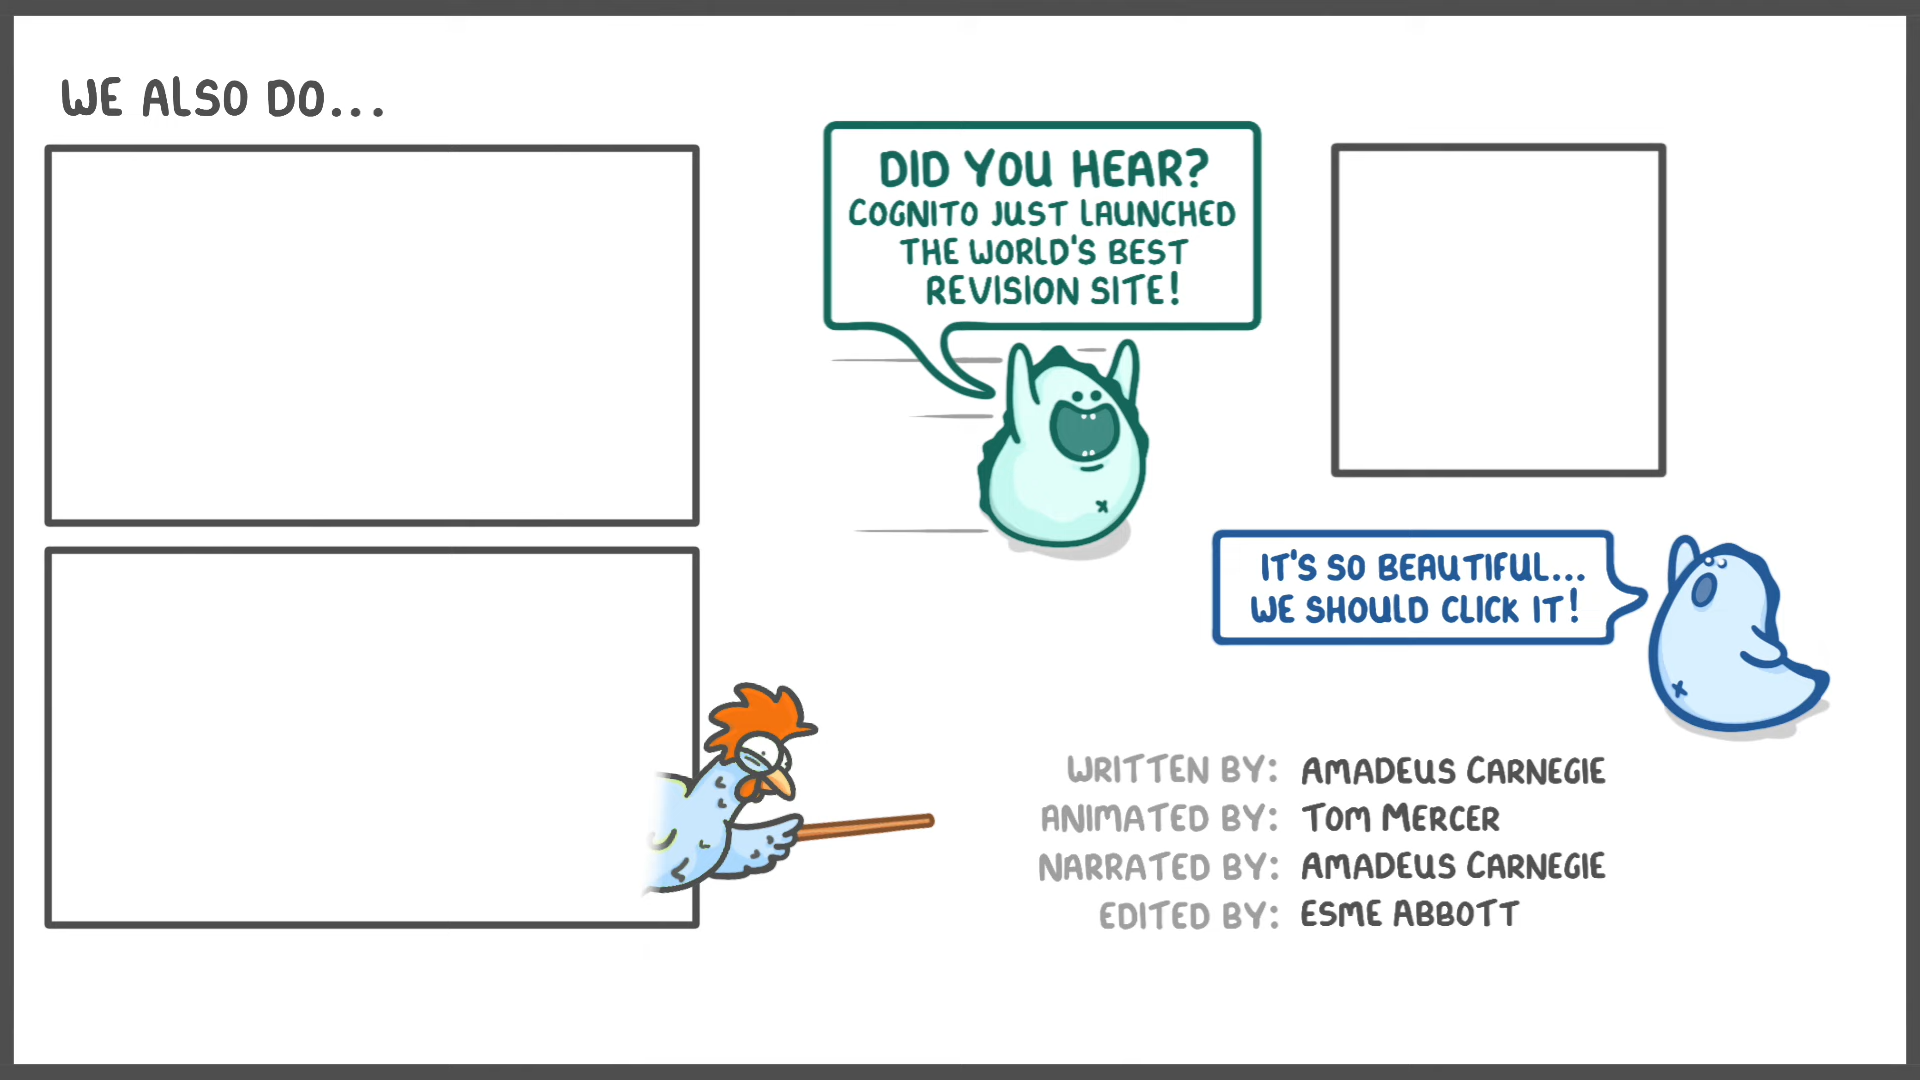 WE ALSO DO...
DID YOU HEAR?
COGNITO JUST LAUNCHED
THE WORLD'S BEST
REVISION SITE!
IT'S SO BEAUTIFUL...
WE SHOULD CLICK IT!
WRITTEN BY: AMADEUS CARNEGIE
ANIMATED BY: TOM MERCER
NARRATED BY: AMADEUS CARNEGIE
EDITED BY: ESME ABBOTT